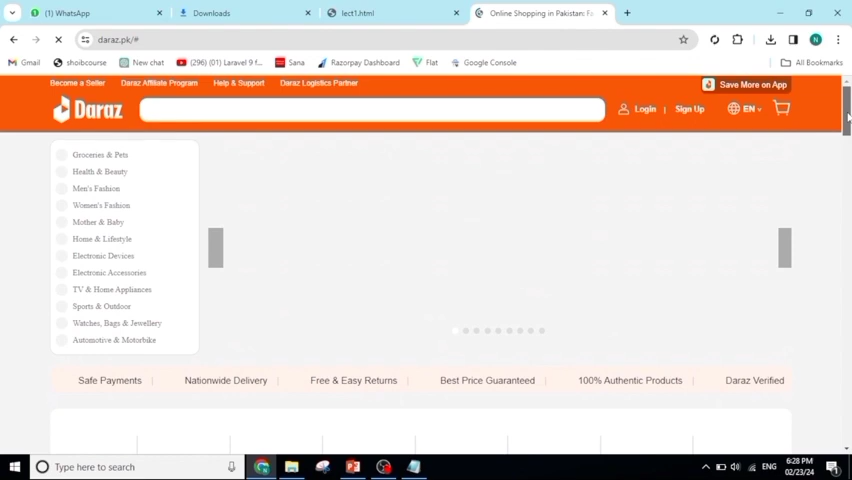 (1) WhatsApp
Downloads
lect1.html
Online Shopping in Pakistan: Fa
daraz.pk/#
Gmail
shoibcourse
New chat
(296) (01) Laravel 9 f...
Sana
Razorpay Dashboard
Flat
Google Console
All Bookmarks
Become a Seller
Daraz Affiliate Program
Help & Support
Daraz Logistics Partner
Save More on App
Daraz
Login | Sign Up
EN
Groceries & Pets
Health & Beauty
Men's Fashion
Women's Fashion
Mother & Baby
Home & Lifestyle
Electronic Devices
Electronic Accessories
TV & Home Appliances
Sports & Outdoor
Watches, Bags & Jewellery
Automotive & Motorbike
Safe Payments
Nationwide Delivery
Free & Easy Returns
Best Price Guaranteed
100% Authentic Products
Daraz Verified
Type here to search
ENG
6:28 PM
02/23/24